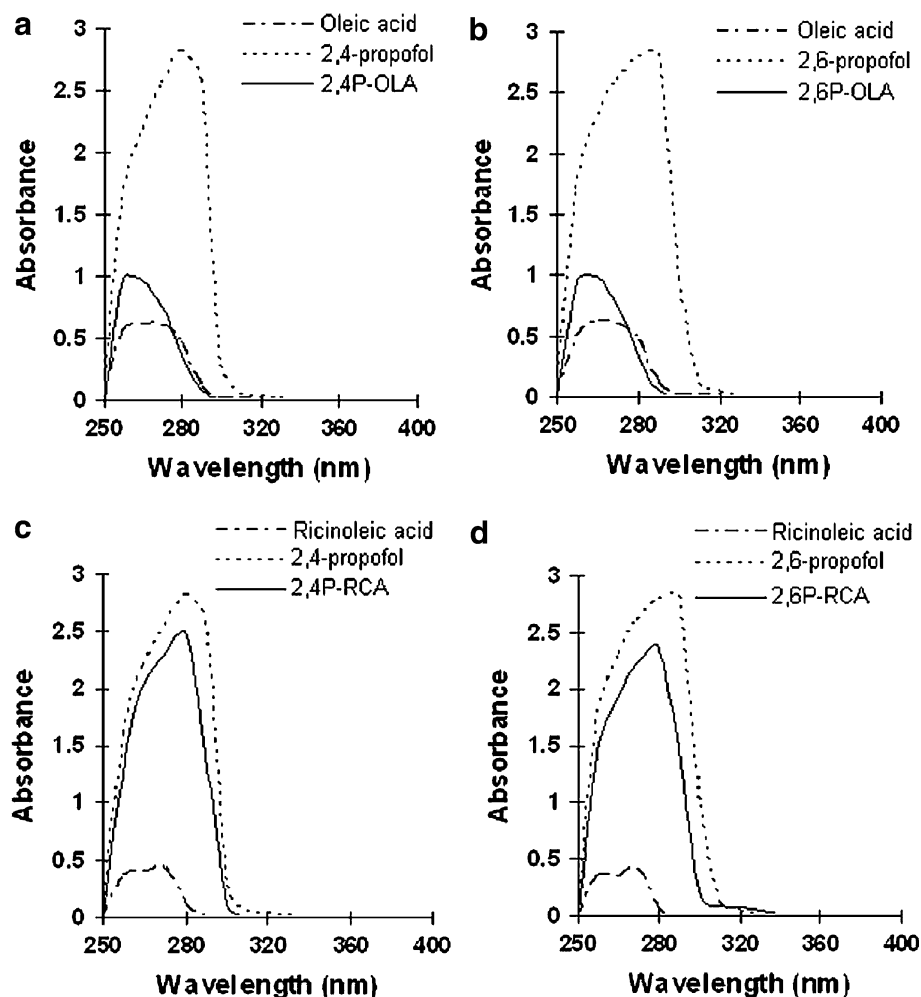 a
Oleic acid
2,4-propofol
2,4P-OLA
3
2.5
2
1.5
1
0.5
0
Absorbance
250
280
320
360
400
Wavelength (nm)
b
Oleic acid
2,6-propofol
2,6P-OLA
3
2.5
2
1.5
1
0.5
0
Absorbance
250
280
320
360
400
Wavelength (nm)
c
Ricinoleic acid
2,4-propofol
2,4P-RCA
3
2.5
2
1.5
1
0.5
0
Absorbance
250
280
320
360
400
Wavelength (nm)
d
Ricinoleic acid
2,6-propofol
2,6P-RCA
3
2.5
2
1.5
1
0.5
0
Absorbance
250
280
320
360
400
Wavelength (nm)